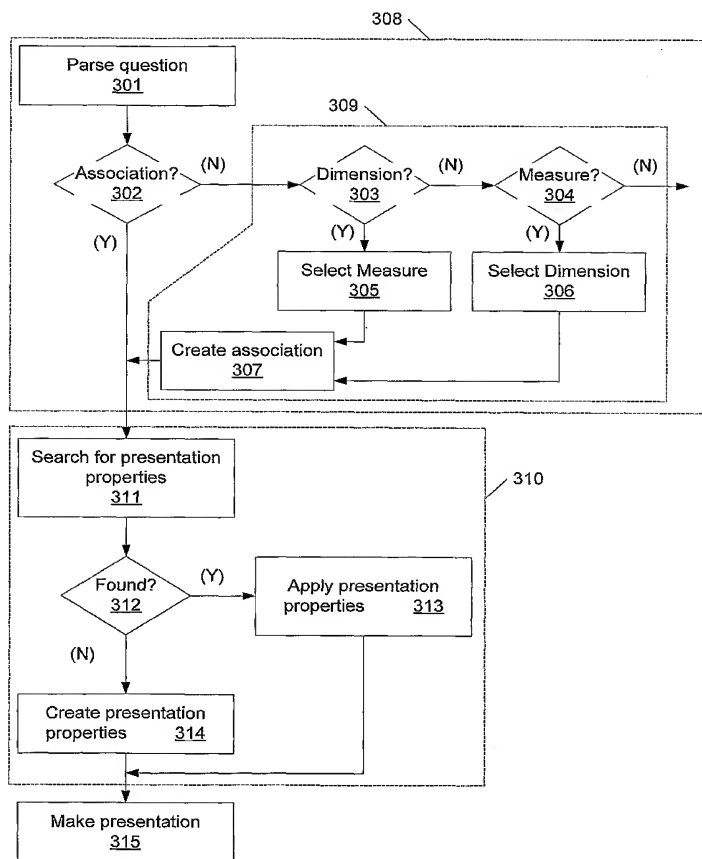 308
Parse question
301
309
Association?
302
(N)
Dimension?
303
(N)
Measure?
304
(N)
(Y)
(Y)
(Y)
Select Measure
305
Select Dimension
306
Create association
307
Search for presentation
properties
311
310
Found?
312
(Y)
Apply presentation
properties 313
(N)
Create presentation
properties 314
Make presentation
315